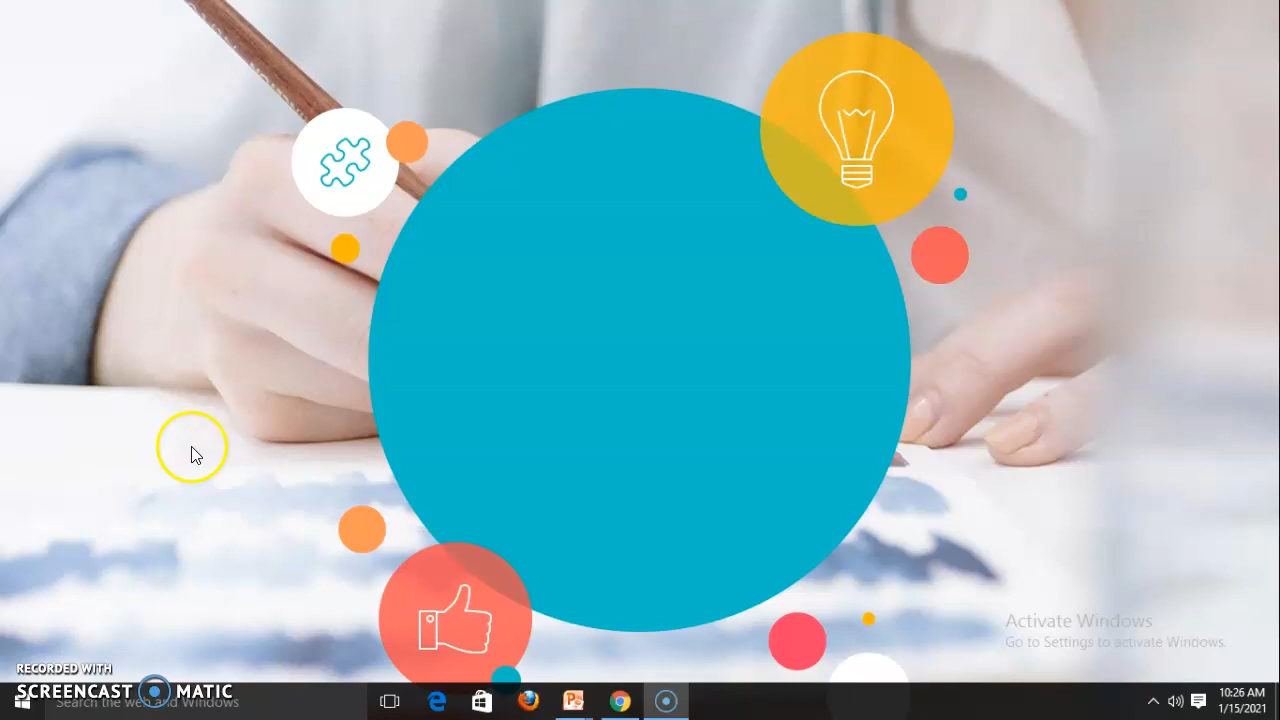 Activate Windows
Go to Settings to activate Windows.
RECORDED WITH
SCREENCAST MATIC
Search the web and Windows
10:26 AM
1/15/2021